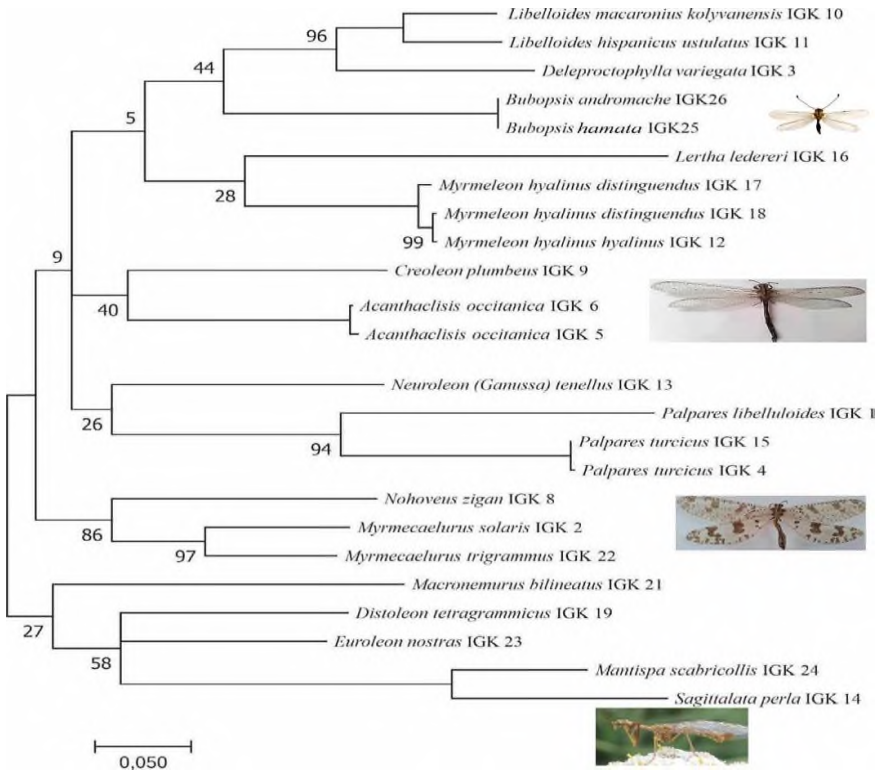 Libelloides macaronius kolyvanensis IGK 10
96
Libelloides hispanicus ustulatus IGK 11
44
Deleproctophylla variegata IGK 3
Bubopsis andromache IGK26
5
Bubopsis hamata IGK25
Lertha ledereri IGK 16
Myrmeleon hyalinus distinguendus IGK 17
28
Myrmeleon hyalinus distinguendus IGK 18
99
Myrmeleon hyalinus hyalinus IGK 12
9
Creoleon plumbeus IGK 9
40
Acanthaclisis occitanica IGK 6
Acanthaclisis occitanica IGK 5
Neuroleon (Ganussa) tenellus IGK 13
26
Palpares libelluloides IGK 1
94
Palpares turcicus IGK 15
Palpares turcicus IGK 4
Nohoveus zigan IGK 8
86
Myrmecaelurus solaris IGK 2
97
Myrmecaelurus trigrammus IGK 22
Macronemurus bilineatus IGK 21
27
Distoleon tetragrammicus IGK 19
Euroleon nostras IGK 23
58
Mantispa scabricollis IGK 24
Sagittalata perla IGK 14
0,050